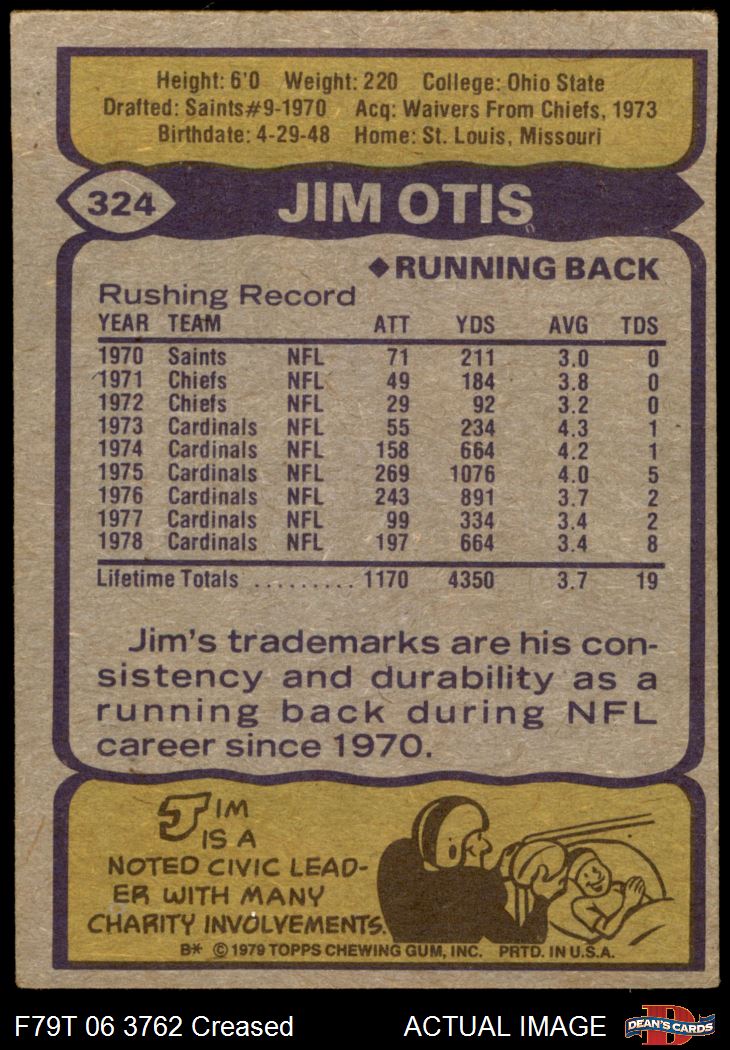 Height: 6'0 Weight: 220 College: Ohio State
Drafted: Saints#9-1970 Acq: Waivers From Chiefs, 1973
Birthdate: 4-29-48 Home: St. Louis, Missouri
324 JIM OTIS
◆RUNNING BACK
Rushing Record
YEAR TEAM ATT YDS AVG TDS
1970 Saints NFL 71 211 3.0 0
1971 Chiefs NFL 49 184 3.8 0
1972 Chiefs NFL 29 92 3.2 0
1973 Cardinals NFL 55 234 4.3 1
1974 Cardinals NFL 158 664 4.2 1
1975 Cardinals NFL 269 1076 4.0 5
1976 Cardinals NFL 243 891 3.7 2
1977 Cardinals NFL 99 334 3.4 2
1978 Cardinals NFL 197 664 3.4 8
Lifetime Totals ......... 1170 4350 3.7 19
Jim's trademarks are his con-
sistency and durability as a
running back during NFL
career since 1970.
JIM
IS A
NOTED CIVIC LEAD-
ER WITH MANY
CHARITY INVOLVEMENTS.
B* © 1979 TOPPS CHEWING GUM, INC. PRTD. IN U.S.A.
F79T 06 3762 Creased ACTUAL IMAGE DEAN'S CARDS